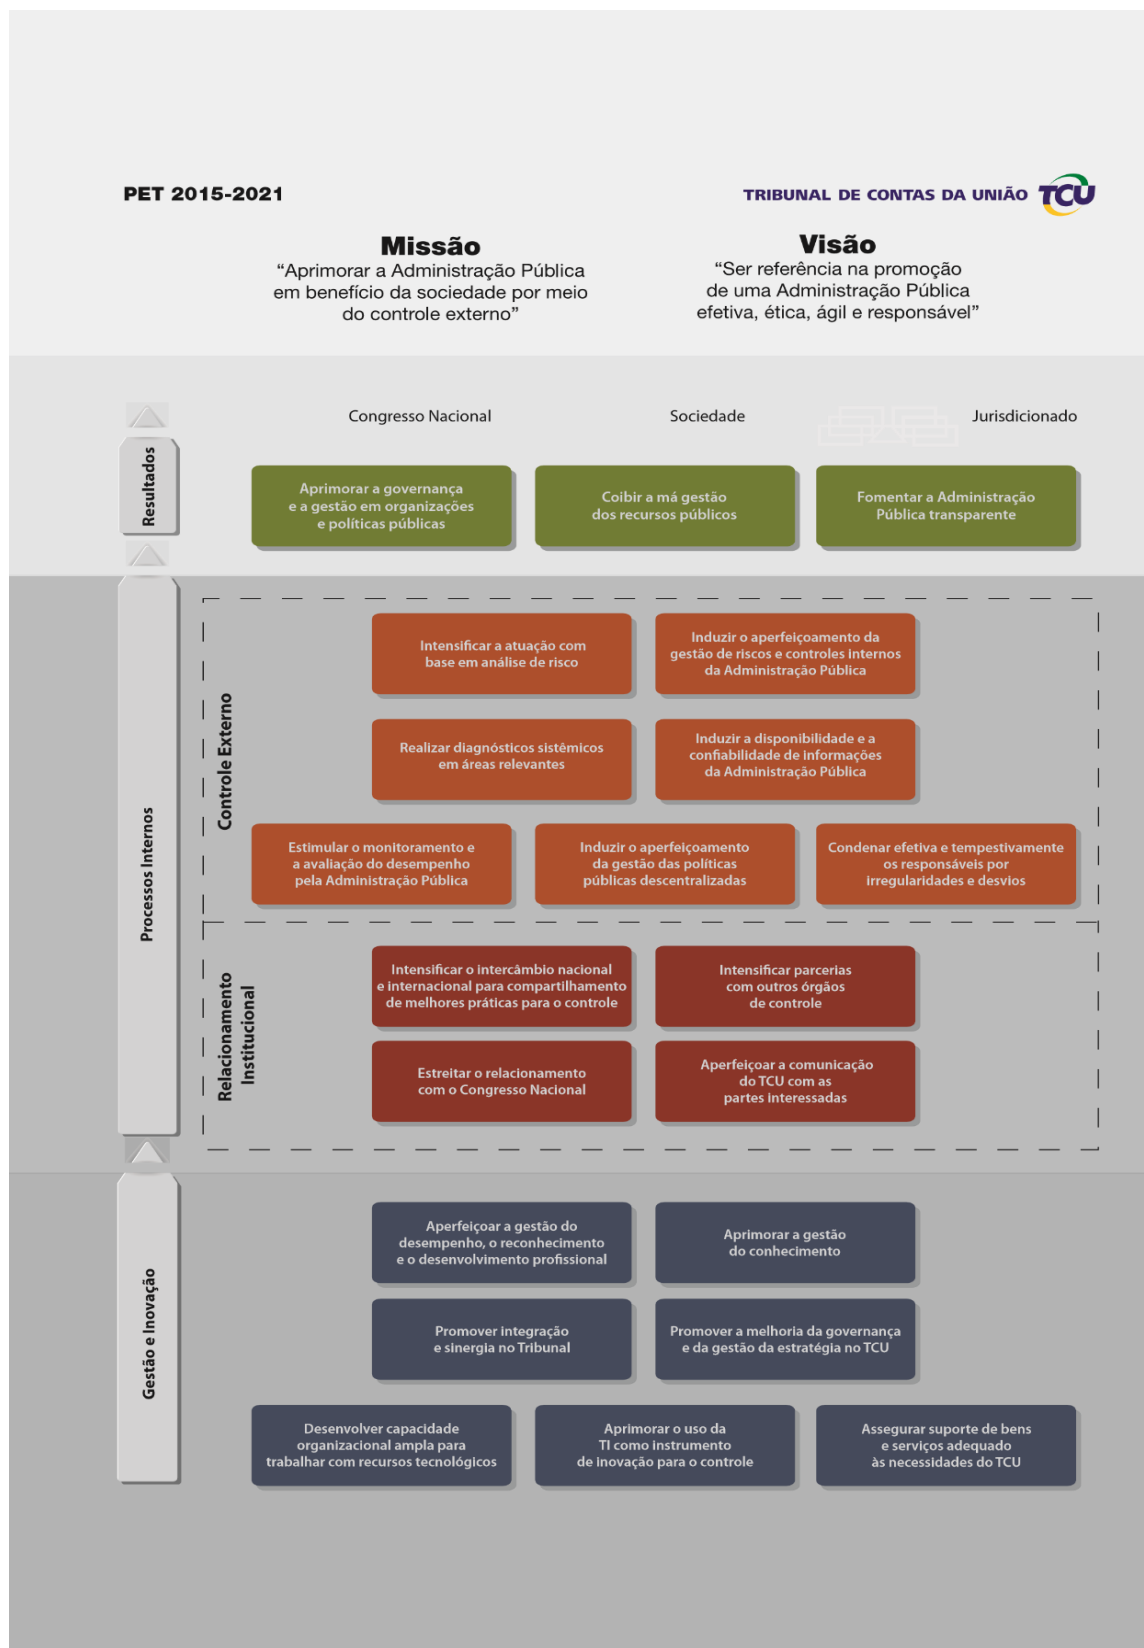 PET 2015-2021
TRIBUNAL DE CONTAS DA UNIÃO TCU
Missão
“Aprimorar a Administração Pública
em benefício da sociedade por meio
do controle externo”
Visão
“Ser referência na promoção
de uma Administração Pública
efetiva, ética, ágil e responsável”
Resultados
Congresso Nacional
Sociedade
Jurisdicionado
Aprimorar a governança
e a gestão em organizações
e políticas públicas
Coibir a má gestão
dos recursos públicos
Fomentar a Administração
Pública transparente
Processos Internos
Controle Externo
Intensificar a atuação com
base em análise de risco
Induzir o aperfeiçoamento da
gestão de riscos e controles internos
da Administração Pública
Realizar diagnósticos sistêmicos
em áreas relevantes
Induzir a disponibilidade e a
confiabilidade de informações
da Administração Pública
Estimular o monitoramento e
a avaliação do desempenho
pela Administração Pública
Induzir o aperfeiçoamento
da gestão das políticas
públicas descentralizadas
Condenar efetiva e tempestivamente
os responsáveis por
irregularidades e desvios
Relacionamento
Institucional
Intensificar o intercâmbio nacional
e internacional para compartilhamento
de melhores práticas para o controle
Intensificar parcerias
com outros órgãos
de controle
Estreitar o relacionamento
com o Congresso Nacional
Aperfeiçoar a comunicação
do TCU com as
partes interessadas
Gestão e Inovação
Aperfeiçoar a gestão do
desempenho, o reconhecimento
e o desenvolvimento profissional
Aprimorar a gestão
do conhecimento
Promover integração
e sinergia no Tribunal
Promover a melhoria da governança
e da gestão da estratégia no TCU
Desenvolver capacidade
organizacional ampla para
trabalhar com recursos tecnológicos
Aprimorar o uso da
TI como instrumento
de inovação para o controle
Assegurar suporte de bens
e serviços adequado
às necessidades do TCU